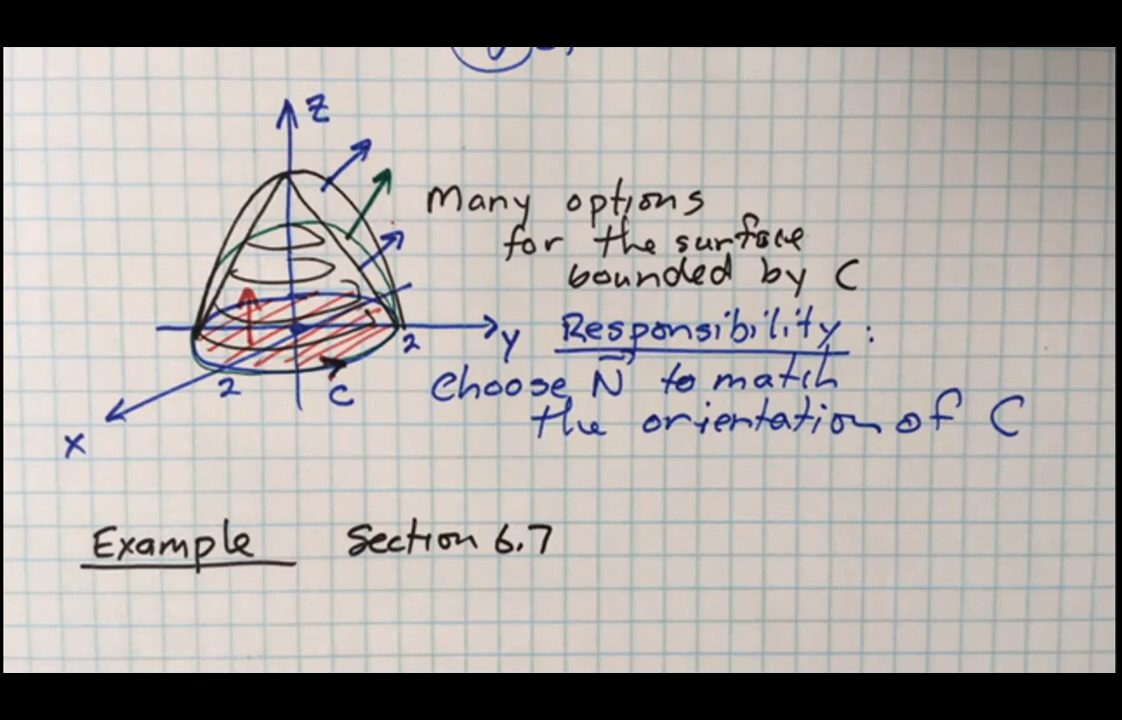 z
Many options
for the surface
bounded by C
y
2
Responsibility:
2
C
Choose N to match
the orientation of C
x
Example Section 6.7